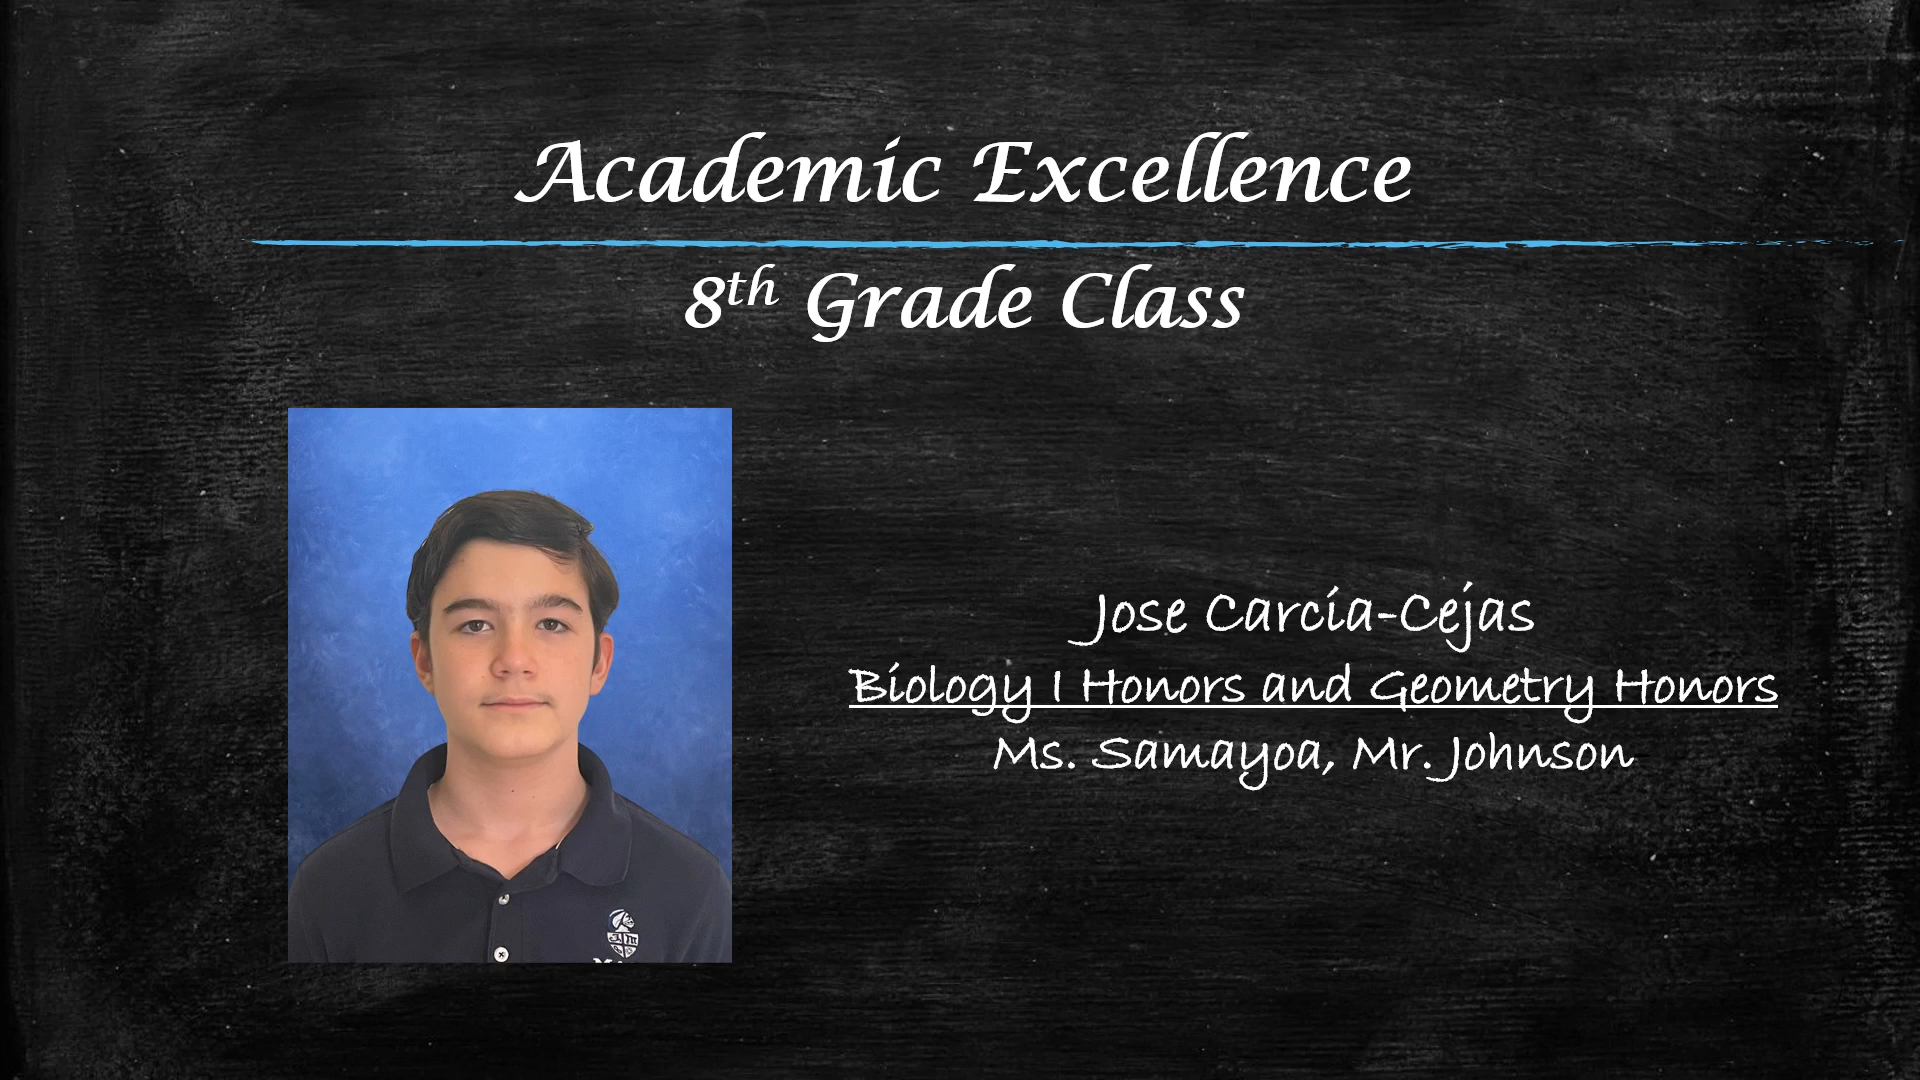 Academic Excellence
8th Grade Class
Jose Carcia-Cejas
Biology I Honors and Geometry Honors
Ms. Samayoa, Mr. Johnson